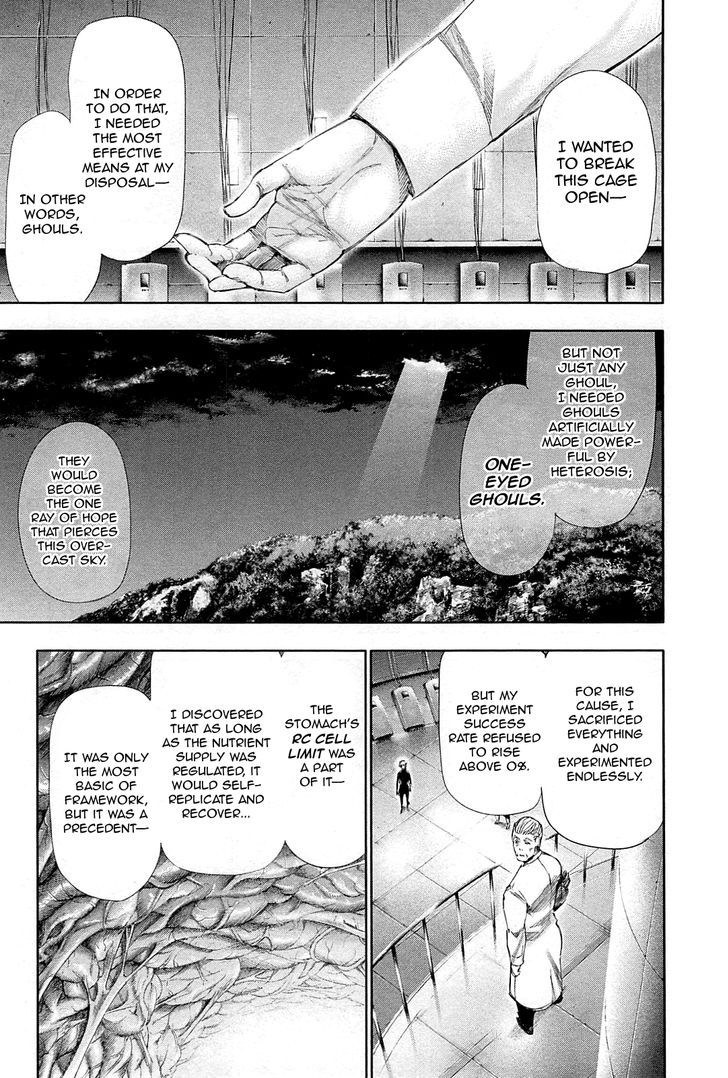 I WANTED
TO BREAK
THIS CAGE
OPEN—
IN ORDER
TO DO THAT,
I NEEDED
THE MOST
EFFECTIVE
MEANS AT MY
DISPOSAL—
IN OTHER
WORDS,
GHOULS.
BUT NOT
JUST ANY
GHOUL,
I NEEDED
GHOULS
ARTIFICIALLY
MADE POWER-
FUL BY
HETEROSIS;
ONE-
EYED
GHOULS.
THEY
WOULD
BECOME
THE ONE
RAY OF HOPE
THAT PIERCES
THIS OVER-
CAST SKY.
FOR THIS
CAUSE, I
SACRIFICED
EVERYTHING
AND
EXPERIMENTED
ENDLESSLY.
BUT MY
EXPERIMENT
SUCCESS
RATE REFUSED
TO RISE
ABOVE 0%.
THE
STOMACH'S
RC CELL
LIMIT WAS
A PART
OF IT—
I DISCOVERED
THAT AS LONG
AS THE NUTRIENT
SUPPLY WAS
REGULATED, IT
WOULD SELF-
REPLICATE AND
RECOVER...
IT WAS ONLY
THE MOST
BASIC OF
FRAMEWORK,
BUT IT WAS A
PRECEDENT—